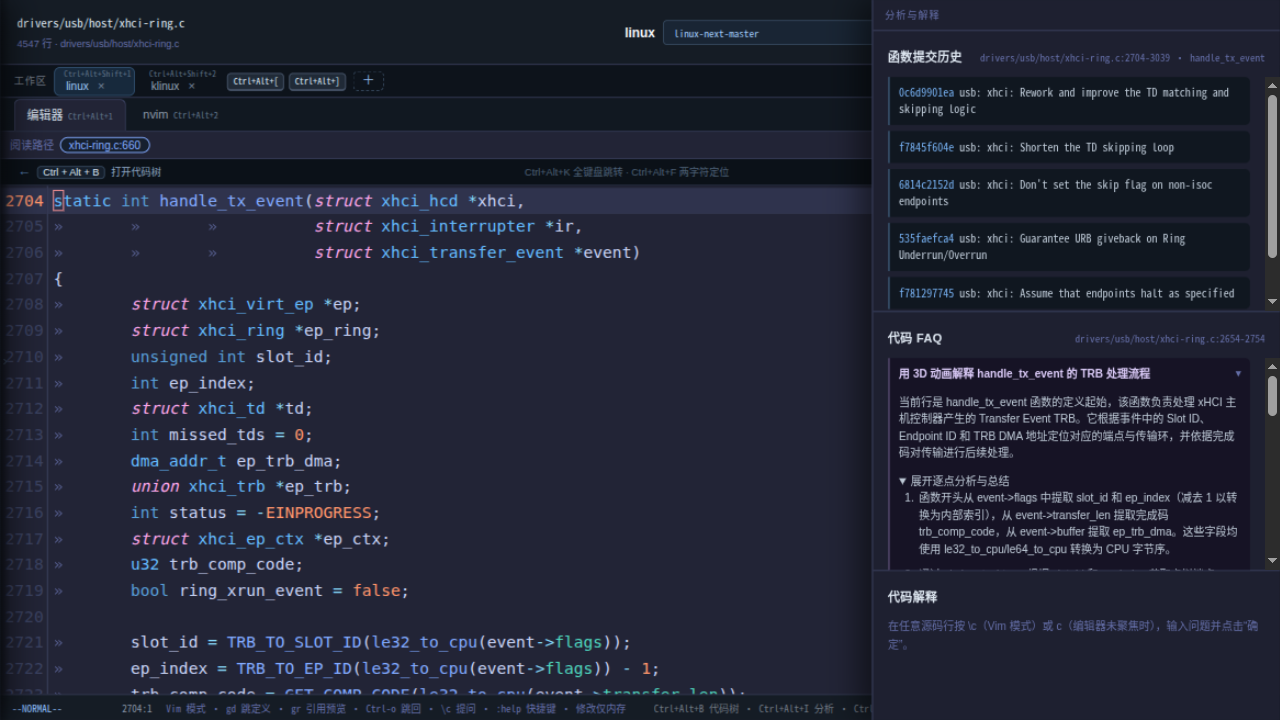 drivers/usb/host/xhci-ring.c
4547 行 · drivers/usb/host/xhci-ring.c
linux
linux-next-master
工作区
Ctrl+Alt+Shift+1
linux ×
Ctrl+Alt+Shift+2
klinux ×
Ctrl+Alt+[
Ctrl+Alt+]
+
编辑器 Ctrl+Alt+1
nvim Ctrl+Alt+2
阅读路径 xhci-ring.c:660
← Ctrl + Alt + B 打开代码树
Ctrl+Alt+K 全键盘跳转 · Ctrl+Alt+F 两字符定位
2704 static int handle_tx_event(struct xhci_hcd *xhci,
2705 » » » struct xhci_interrupter *ir,
2706 » » » struct xhci_transfer_event *event)
2707 {
2708 » struct xhci_virt_ep *ep;
2709 » struct xhci_ring *ep_ring;
2710 » unsigned int slot_id;
2711 » int ep_index;
2712 » struct xhci_td *td;
2713 » int missed_tds = 0;
2714 » dma_addr_t ep_trb_dma;
2715 » union xhci_trb *ep_trb;
2716 » int status = -EINPROGRESS;
2717 » struct xhci_ep_ctx *ep_ctx;
2718 » u32 trb_comp_code;
2719 » bool ring_xrun_event = false;
2720
2721 » slot_id = TRB_TO_SLOT_ID(le32_to_cpu(event->flags));
2722 » ep_index = TRB_TO_EP_ID(le32_to_cpu(event->flags)) - 1;
2723 » trb_comp_code = GET_COMP_CODE(le32_to_cpu(event->transfer_len));
--NORMAL-- 2704:1 Vim 模式 · gd 跳定义 · gr 引用预览 · Ctrl-o 跳回 · \c 提问 · :help 快捷键 · 修改仅内存 Ctrl+Alt+B 代码树 · Ctrl+Alt+I 分析 · Ctr
分析与解释
函数提交历史 drivers/usb/host/xhci-ring.c:2704-3039 · handle_tx_event
0c6d9901ea usb: xhci: Rework and improve the TD matching and
skipping logic
f7845f604e usb: xhci: Shorten the TD skipping loop
6814c2152d usb: xhci: Don't set the skip flag on non-isoc
endpoints
535faefca4 usb: xhci: Guarantee URB giveback on Ring
Underrun/Overrun
f781297745 usb: xhci: Assume that endpoints halt as specified
代码 FAQ drivers/usb/host/xhci-ring.c:2654-2754
用 3D 动画解释 handle_tx_event 的 TRB 处理流程 ▼
当前行是 handle_tx_event 函数的定义起始，该函数负责处理 xHCI 主
机控制器产生的 Transfer Event TRB。它根据事件中的 Slot ID、
Endpoint ID 和 TRB DMA 地址定位对应的端点与传输环，并依据完成
码对传输进行后续处理。
▼ 展开逐点分析与总结
1. 函数开头从 event->flags 中提取 slot_id 和 ep_index（减去 1 以转
换为内部索引），从 event->transfer_len 提取完成码
trb_comp_code，从 event->buffer 提取 ep_trb_dma。这些字段均
使用 le32_to_cpu/le64_to_cpu 转换为 CPU 字节序。
代码解释
在任意源码行按 \c（Vim 模式）或 c（编辑器未聚焦时），输入问题并点击“确
定”。